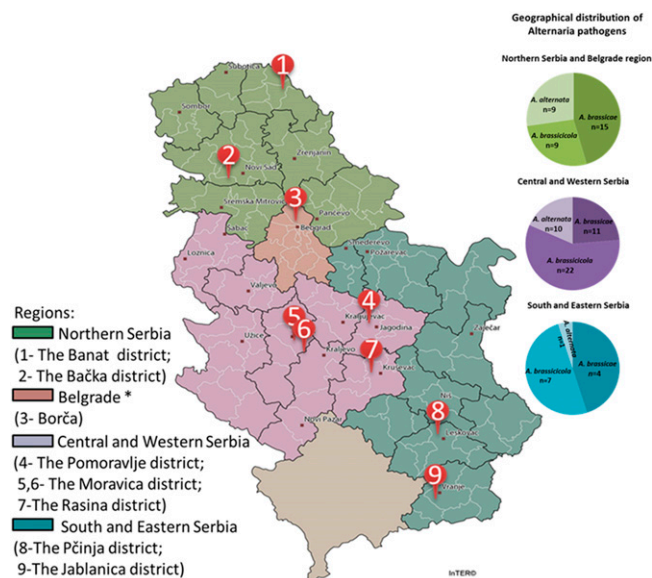 Geographical distribution of
Alternaria pathogens
Northern Serbia and Belgrade region
A. alternata
n=9
A. brassicae
n=15
A. brassicicola
n=9
Central and Western Serbia
A. alternata
n=10
A. brassicae
n=11
A. brassicicola
n=22
South and Eastern Serbia
A. alternata
n=1
A. brassicicola
n=7
A. brassicae
n=4
1
Subotica
Sombor
2
Novi Sad
Zrenjanin
Sremska Mitrovica
3
Pančevo
Belgrad
Šabac
Loznica
Smederevo
Požarevac
Valjevo
4
Kragujevac
Jagodina
5
6
Užice
Kraljevo
7
Kruševac
Zaječar
Novi Pazar
Niš
8
Leskovac
9
Vranje
Regions:
Northern Serbia
(1- The Banat district;
2- The Bačka district)
Belgrade *
(3- Borča)
Central and Western Serbia
(4- The Pomoravlje district;
5,6- The Moravica district;
7-The Rasina district)
South and Eastern Serbia
(8-The Pčinja district;
9-The Jablanica district)